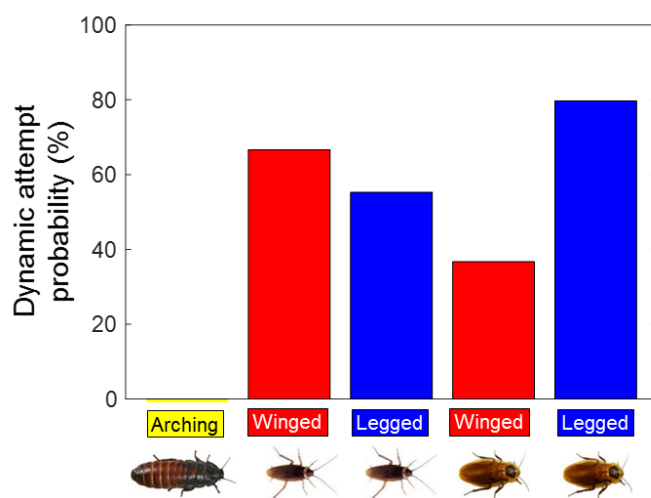 Dynamic attempt
probability (%)
100
80
60
40
20
0
Arching
Winged
Legged
Winged
Legged